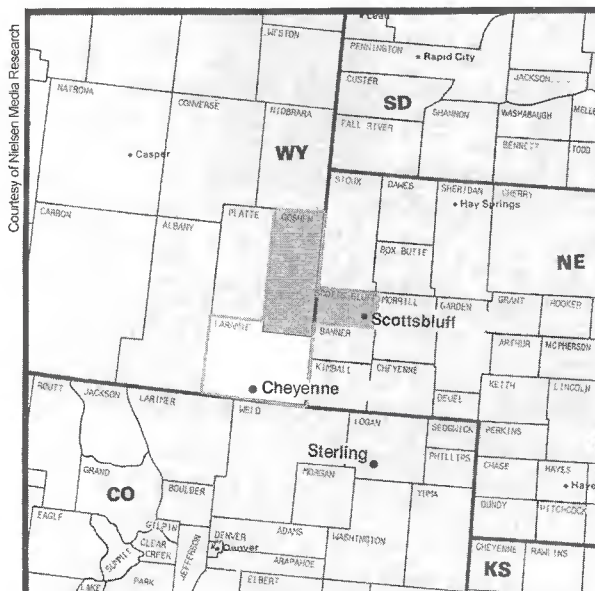 Courtesy of Nielsen Media Research
Lead
WESTON
PENNINGTON
Rapid City
CUSTER
JACKSON
NATRONA
CONVERSE
NIOBRARA
SD
SHANNON
WASHABAUGH
FALL RIVER
Casper
WY
BENNETT
TODD
SIOUX
DAWES
SHERIDAN
CHERRY
Hay Springs
CARBON
ALBANY
PLATTE
GOSHEN
BOX BUTTE
NE
MORRILL
GARDEN
GRANT
HOOKER
Scottsbluff
LARAMIE
BANNER
ARTHUR
MCPHERSON
KIMBALL
CHEYENNE
Cheyenne
KEITH
LINCOLN
DEUEL
ROUTT
JACKSON
LARIMER
WELD
LOGAN
SEDGWICK
PERKINS
Sterling
PHILLIPS
GRAND
MORGAN
CHASE
HAYES
CO
BOULDER
YUMA
Haye
EAGLE
GILPIN
ADAMS
WASHINGTON
DUNDY
HITCHCOCK
SUMMIT
CLEAR
CREEK
JEFFERSON
DENVER
Denver
ARAPAHOE
CHEYENNE
RAWLINS
LAKE
PARK
ELBERT
KS